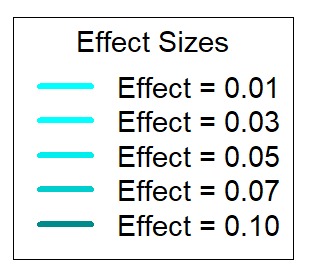 Effect Sizes
Effect = 0.01
Effect = 0.03
Effect = 0.05
Effect = 0.07
Effect = 0.10